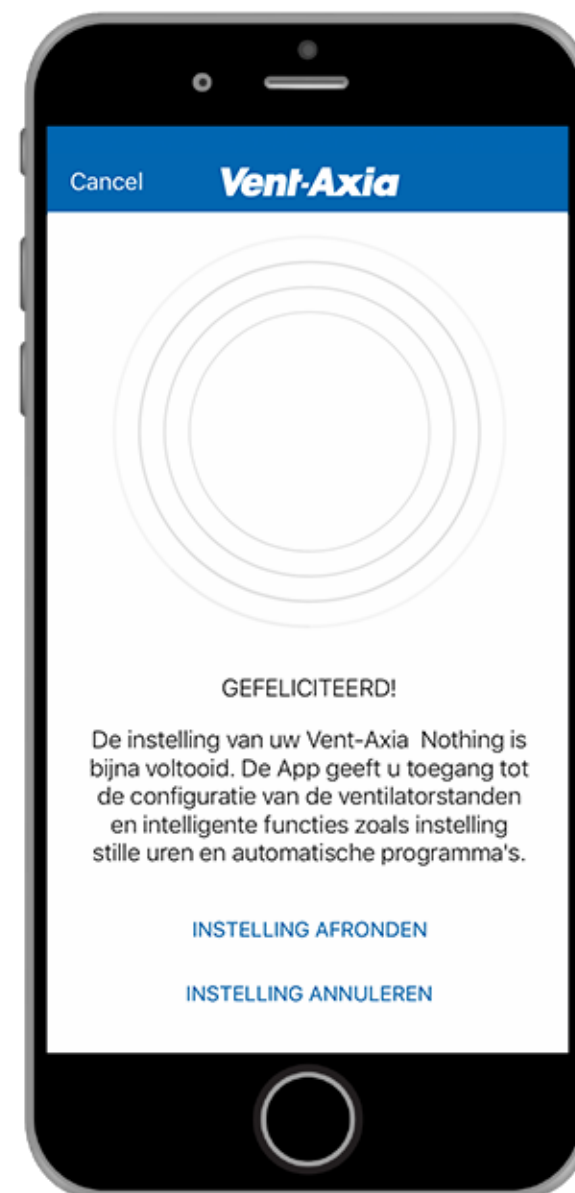 Cancel Vent-Axia
GEFELICITEERD!
De instelling van uw Vent-Axia  Nothing is
bijna voltooid. De App geeft u toegang tot
de configuratie van de ventilatorstanden
en intelligente functies zoals instelling
stille uren en automatische programma's.
INSTELLING AFRONDEN
INSTELLING ANNULEREN